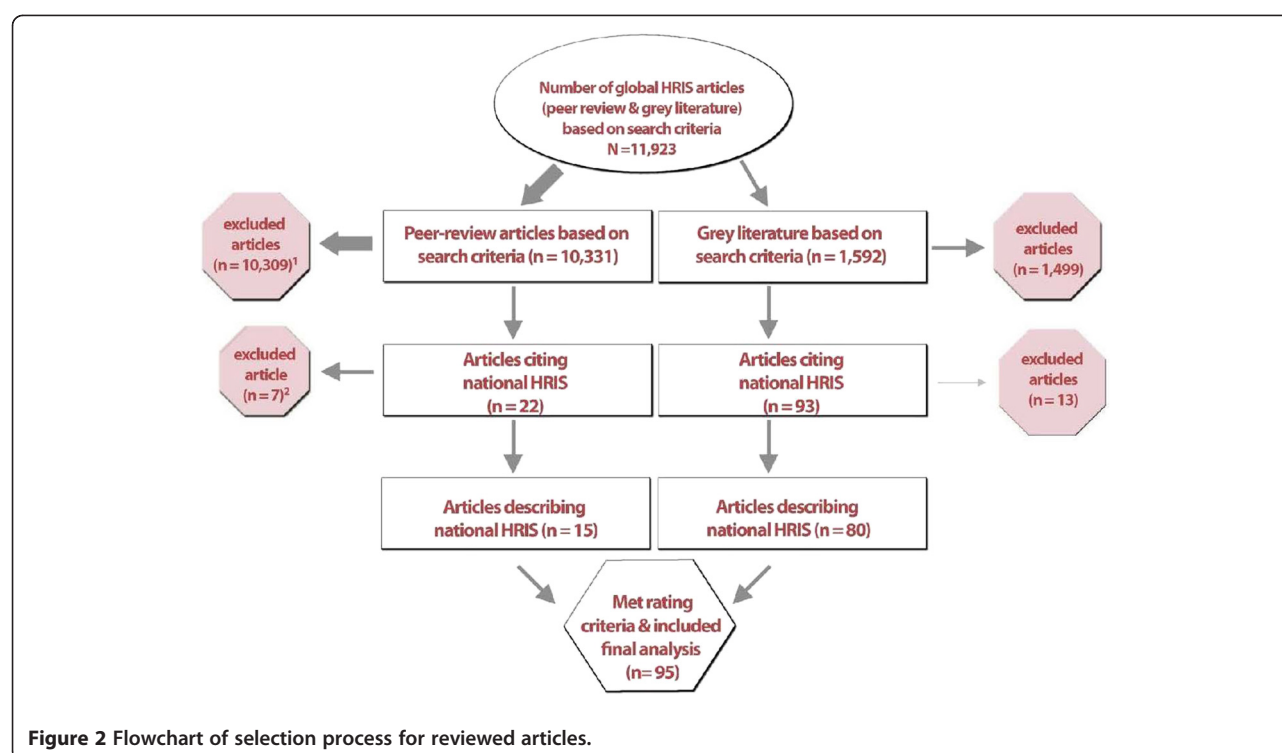 Number of global HRIS articles
(peer review & grey literature)
based on search criteria
N =11,923
excluded
articles
(n = 10,309)¹
Peer-review articles based on
search criteria (n = 10,331)
Grey literature based on
search criteria (n = 1,592)
excluded
articles
(n = 1,499)
excluded
article
(n = 7)²
Articles citing
national HRIS
(n = 22)
Articles citing
national HRIS
(n = 93)
excluded
articles
(n = 13)
Articles describing
national HRIS (n = 15)
Articles describing
national HRIS (n = 80)
Met rating
criteria & included
final analysis
(n= 95)
Figure 2 Flowchart of selection process for reviewed articles.